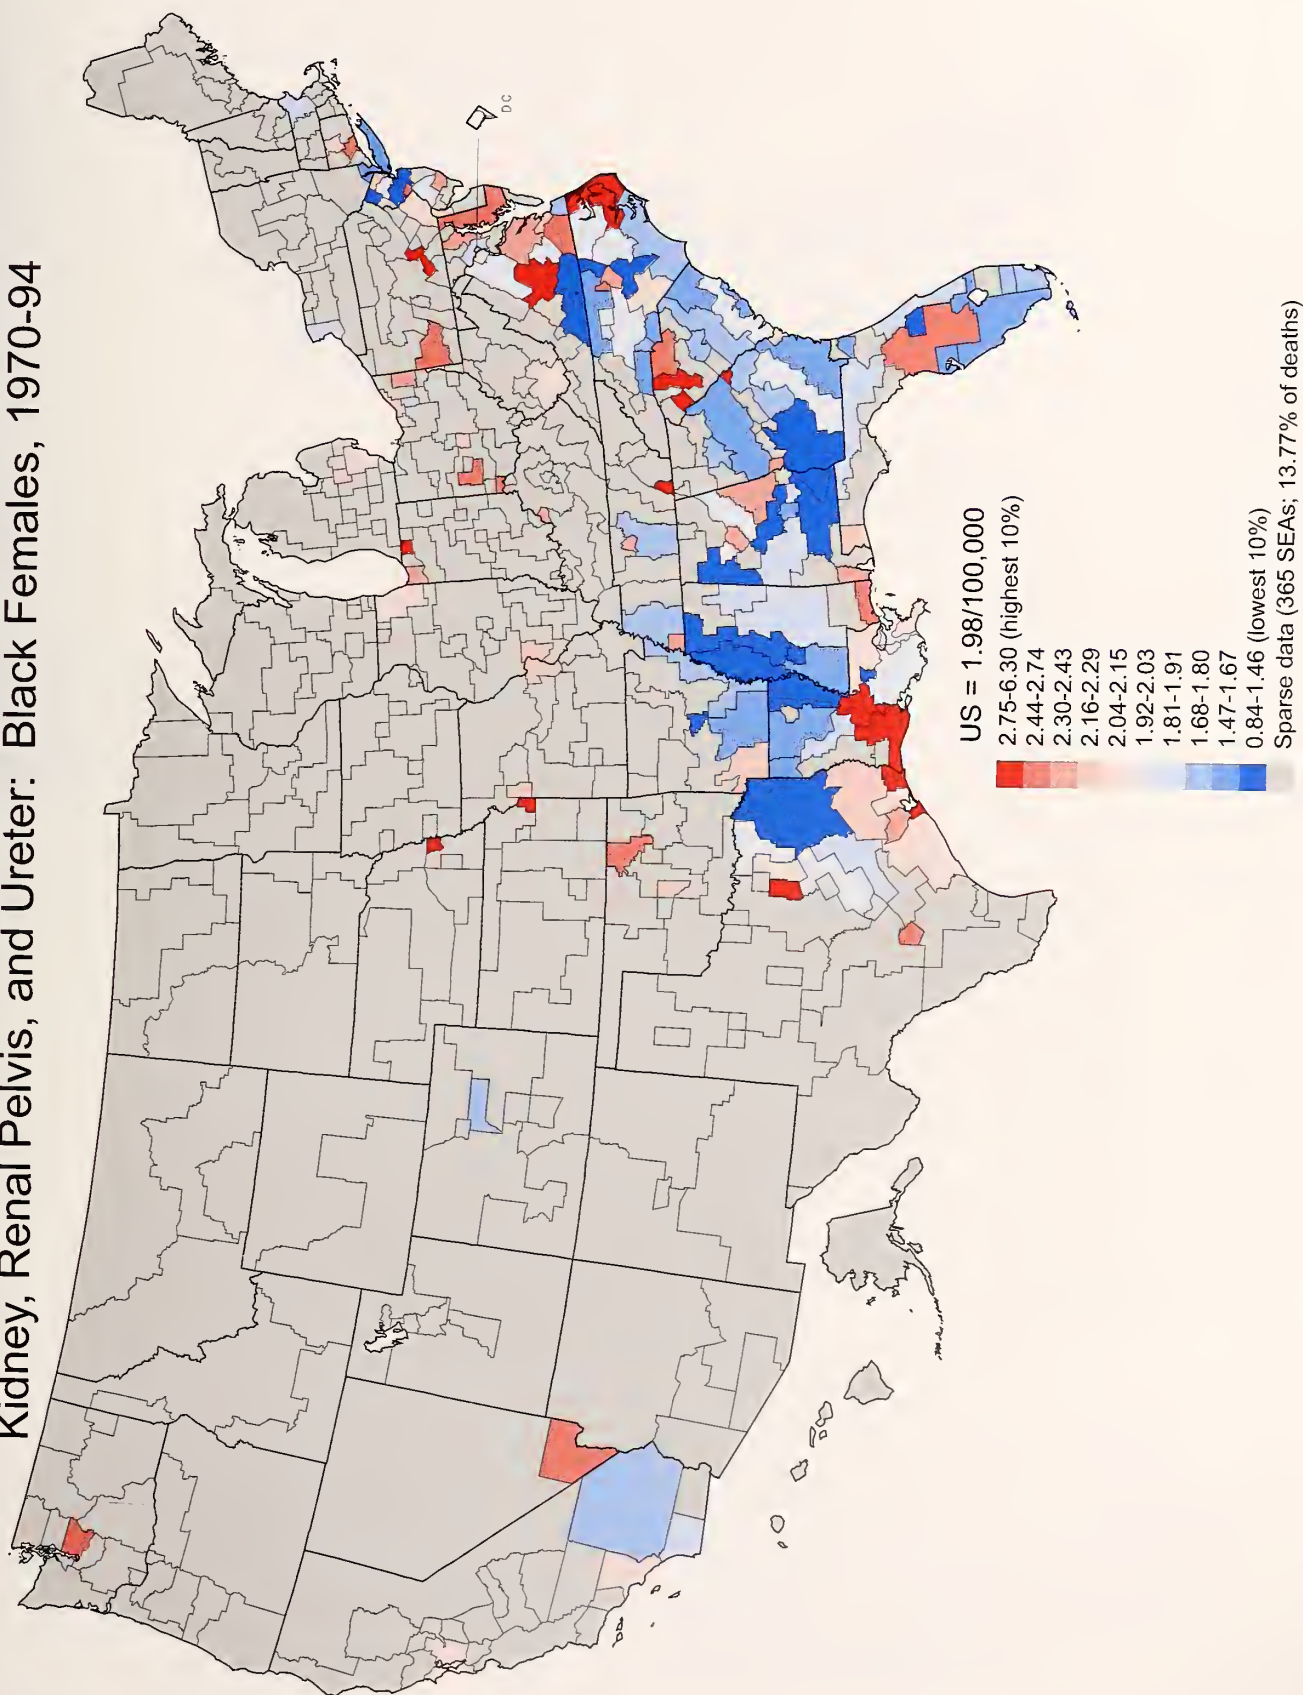 Kidney, Renal Pelvis, and Ureter: Black Females, 1970-94
DC
US = 1.98/100,000
2.75-6.30 (highest 10%)
2.44-2.74
2.30-2.43
2.16-2.29
2.04-2.15
1.92-2.03
1.81-1.91
1.68-1.80
1.47-1.67
0.84-1.46 (lowest 10%)
Sparse data (365 SEAs; 13.77% of deaths)